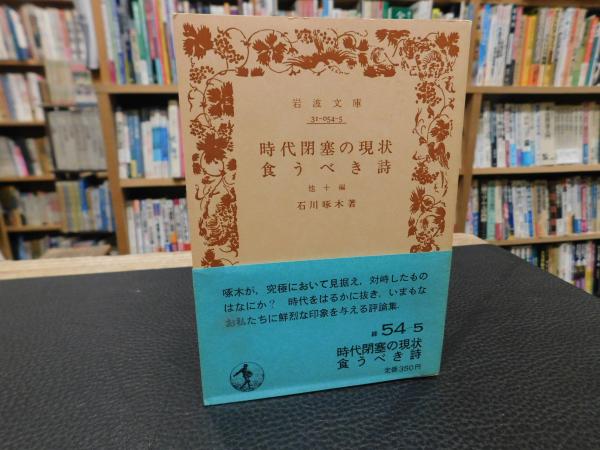 岩波文庫
31-054-5
時代閉塞の現状
食うべき詩
他十編
石川啄木著
啄木が、究極において見据え、対峙したもの
はなにか？ 時代をはるかに抜き、いまもな
お私たちに鮮烈な印象を与える評論集．
緑 54-5
時代閉塞の現状
食うべき詩
定価350円